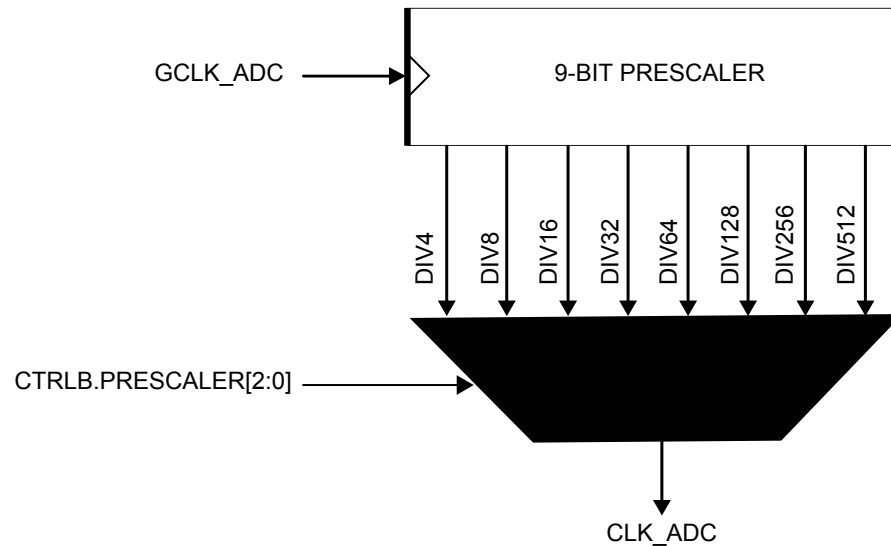 GCLK_ADC
9-BIT PRESCALER
DIV4
DIV8
DIV16
DIV32
DIV64
DIV128
DIV256
DIV512
CTRLB.PRESCALER[2:0]
CLK_ADC